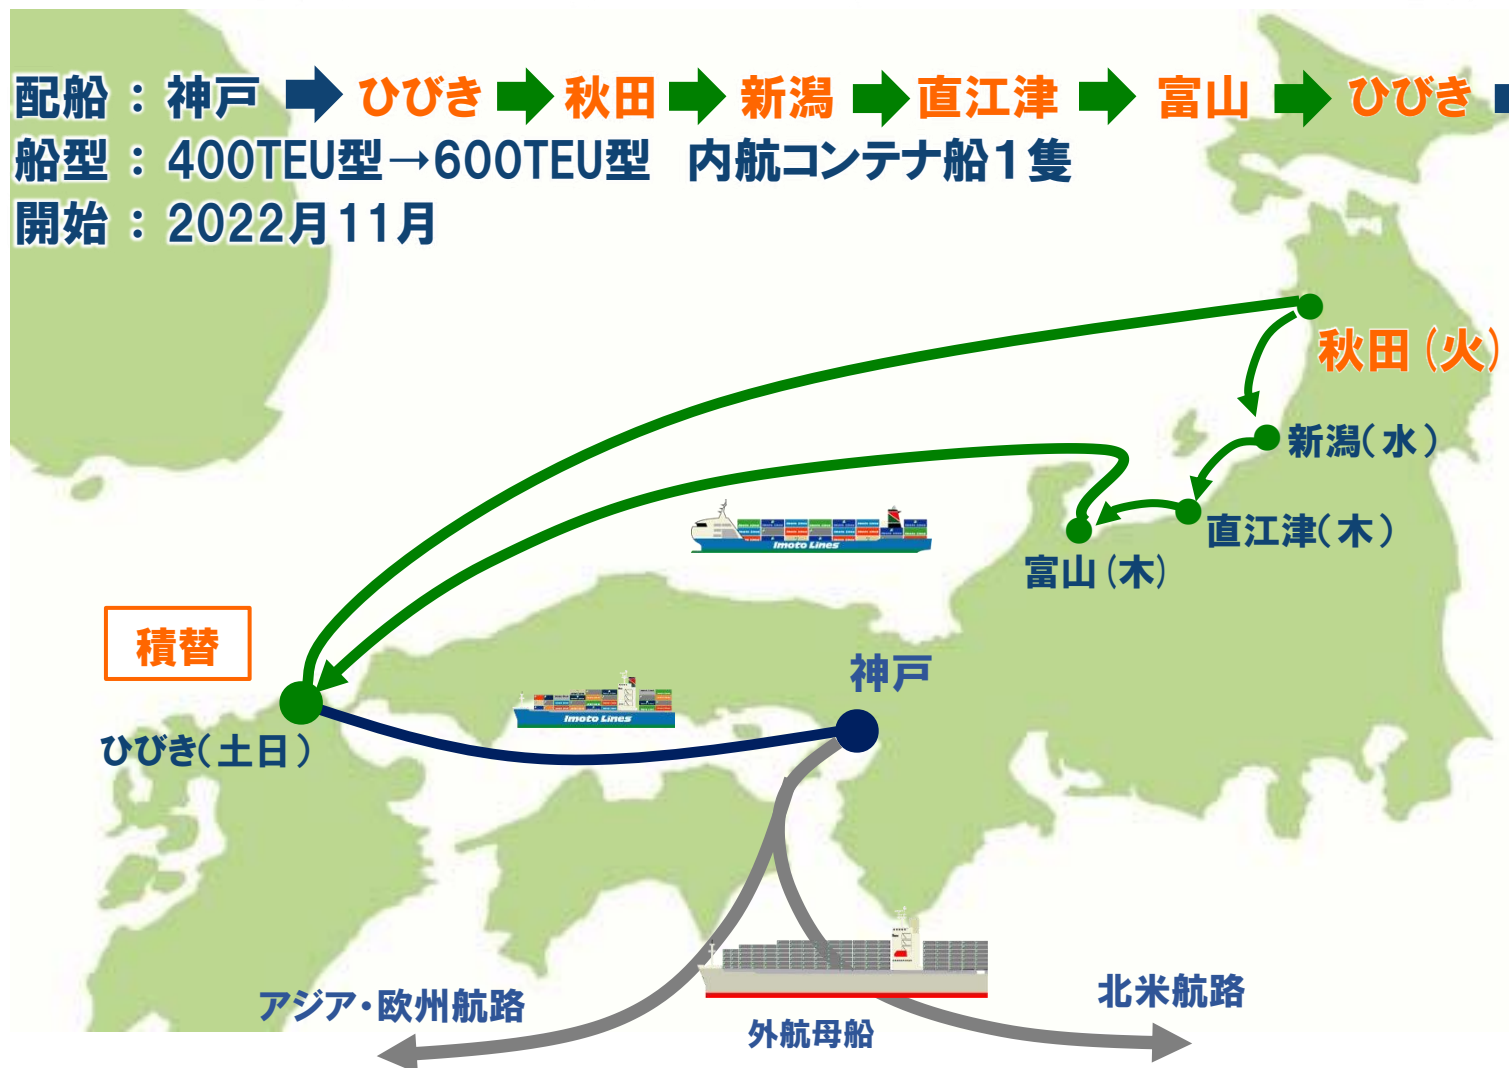 配船：神戸 ➡ ひびき ➡ 秋田 ➡ 新潟 ➡ 直江津 ➡ 富山 ➡ ひびき
船型：400TEU型→600TEU型　内航コンテナ船1隻
開始：2022月11月
秋田(火)
新潟(水)
直江津(木)
富山(木)
Imoto Lines
積替
神戸
Imoto Lines
ひびき(土日)
アジア・欧州航路
北米航路
外航母船